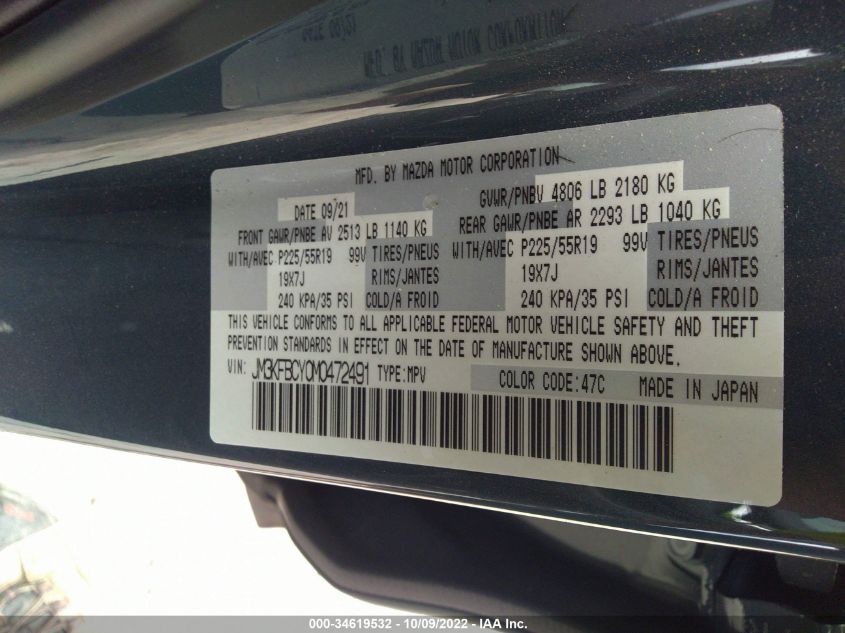 MFD. BY MAZDA MOTOR CORPORATION
DATE 09/21
GVWR/PNBV 4806 LB 2180 KG
FRONT GAWR/PNBE AV 2513 LB 1140 KG
REAR GAWR/PNBE AR 2293 LB 1040 KG
WITH/AVEC P225/55R19 99V TIRES/PNEUS
WITH/AVEC P225/55R19 99V TIRES/PNEUS
19X7J RIMS/JANTES
19X7J RIMS/JANTES
240 KPA/35 PSI COLD/A FROID
240 KPA/35 PSI COLD/A FROID
THIS VEHICLE CONFORMS TO ALL APPLICABLE FEDERAL MOTOR VEHICLE SAFETY AND THEFT
PREVENTION STANDARDS IN EFFECT ON THE DATE OF MANUFACTURE SHOWN ABOVE.
VIN: JM3KFBCY0M0472491 TYPE:MPV
COLOR CODE:47C MADE IN JAPAN
000-34619532 - 10/09/2022 - IAA Inc.